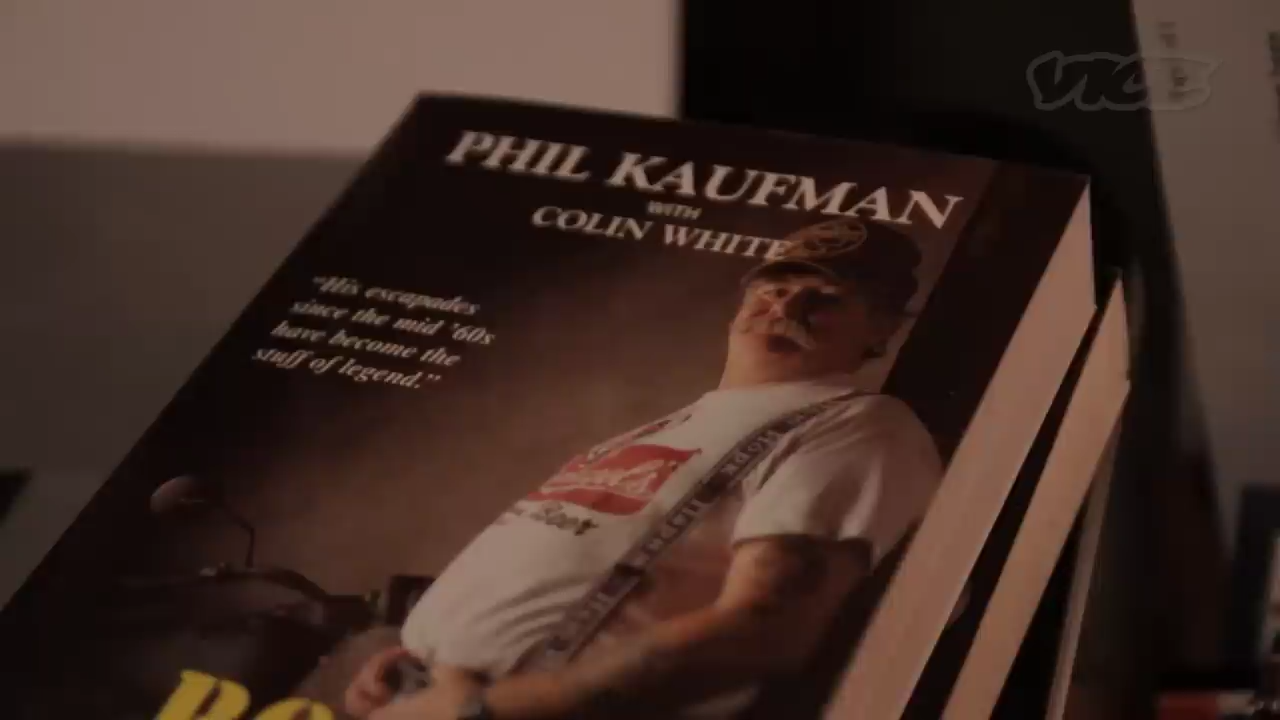 VICE
PHIL KAUFMAN
WITH
COLIN WHITE
"His escapades
since the mid '60s
have become the
stuff of legend."